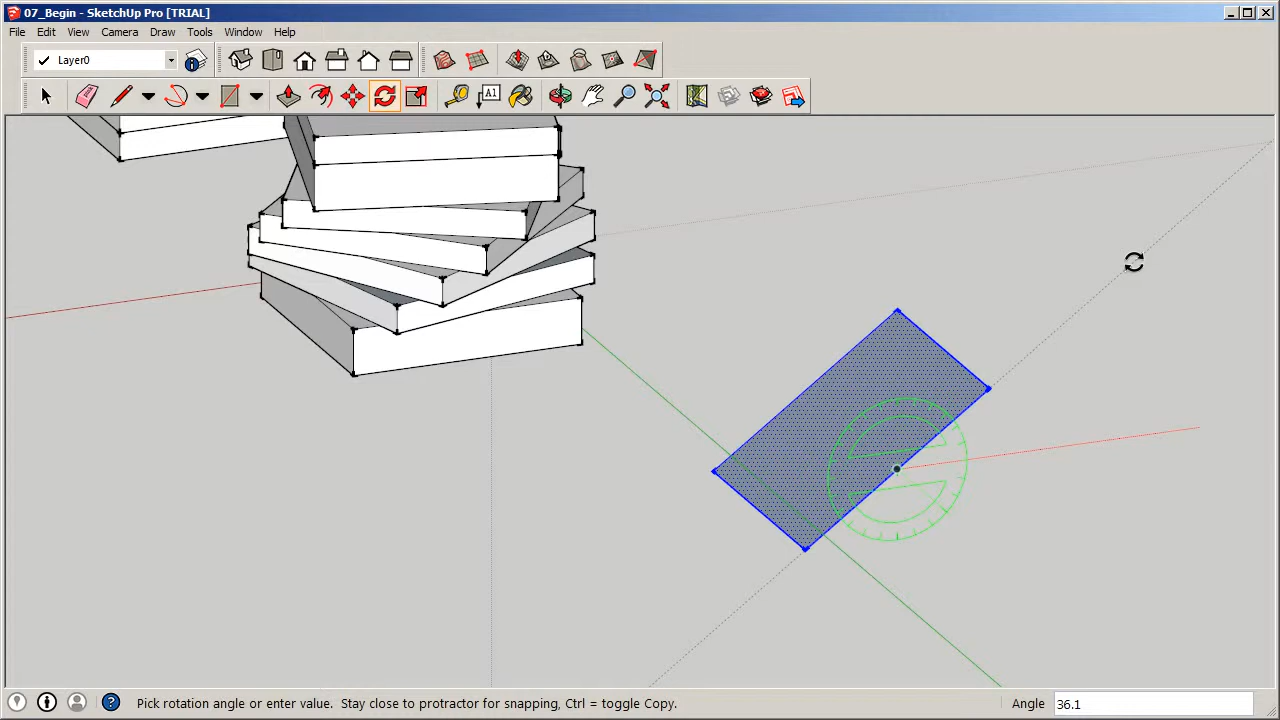 07_Begin - SketchUp Pro [TRIAL]
File Edit View Camera Draw Tools Window Help
Layer0
A1
Pick rotation angle or enter value. Stay close to protractor for snapping, Ctrl = toggle Copy.
Angle 36.1